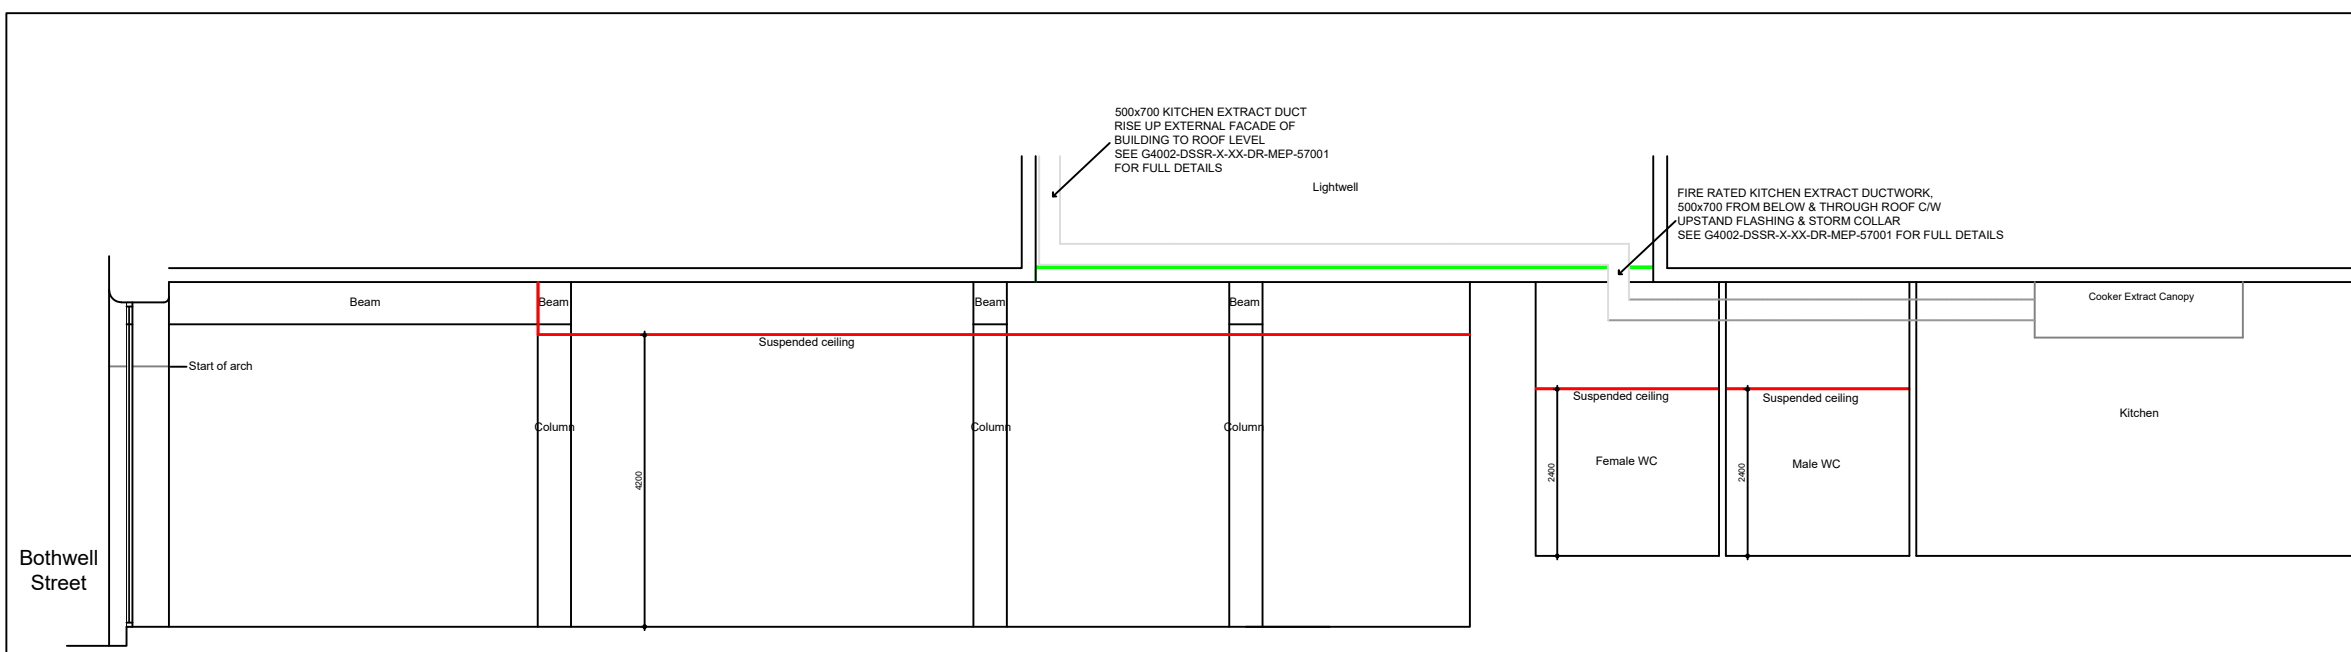 500x700 KITCHEN EXTRACT DUCT
RISE UP EXTERNAL FACADE OF
BUILDING TO ROOF LEVEL
SEE G4002-DSSR-X-XX-DR-MEP-57001
FOR FULL DETAILS
Lightwell
FIRE RATED KITCHEN EXTRACT DUCTWORK,
500x700 FROM BELOW & THROUGH ROOF C/W
UPSTAND FLASHING & STORM COLLAR
SEE G4002-DSSR-X-XX-DR-MEP-57001 FOR FULL DETAILS
Beam
Beam
Beam
Beam
Cooker Extract Canopy
Suspended ceiling
Start of arch
Suspended ceiling
Suspended ceiling
Kitchen
Column
Column
Column
4200
2400
Female WC
2400
Male WC
Bothwell
Street